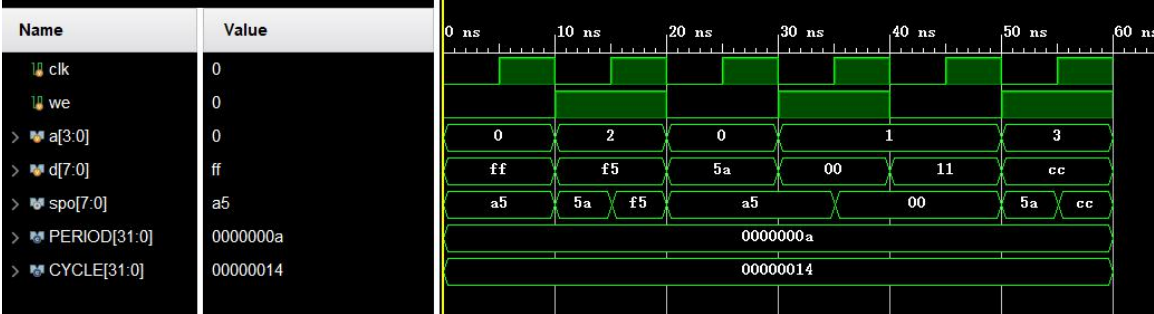 Name Value 0 ns 10 ns 20 ns 30 ns 40 ns 50 ns 60 n
clk 0
we 0
a[3:0] 0 0 2 0 1 3
d[7:0] ff ff f5 5a 00 11 cc
spo[7:0] a5 a5 5a f5 a5 00 5a cc
PERIOD[31:0] 0000000a 0000000a
CYCLE[31:0] 00000014 00000014